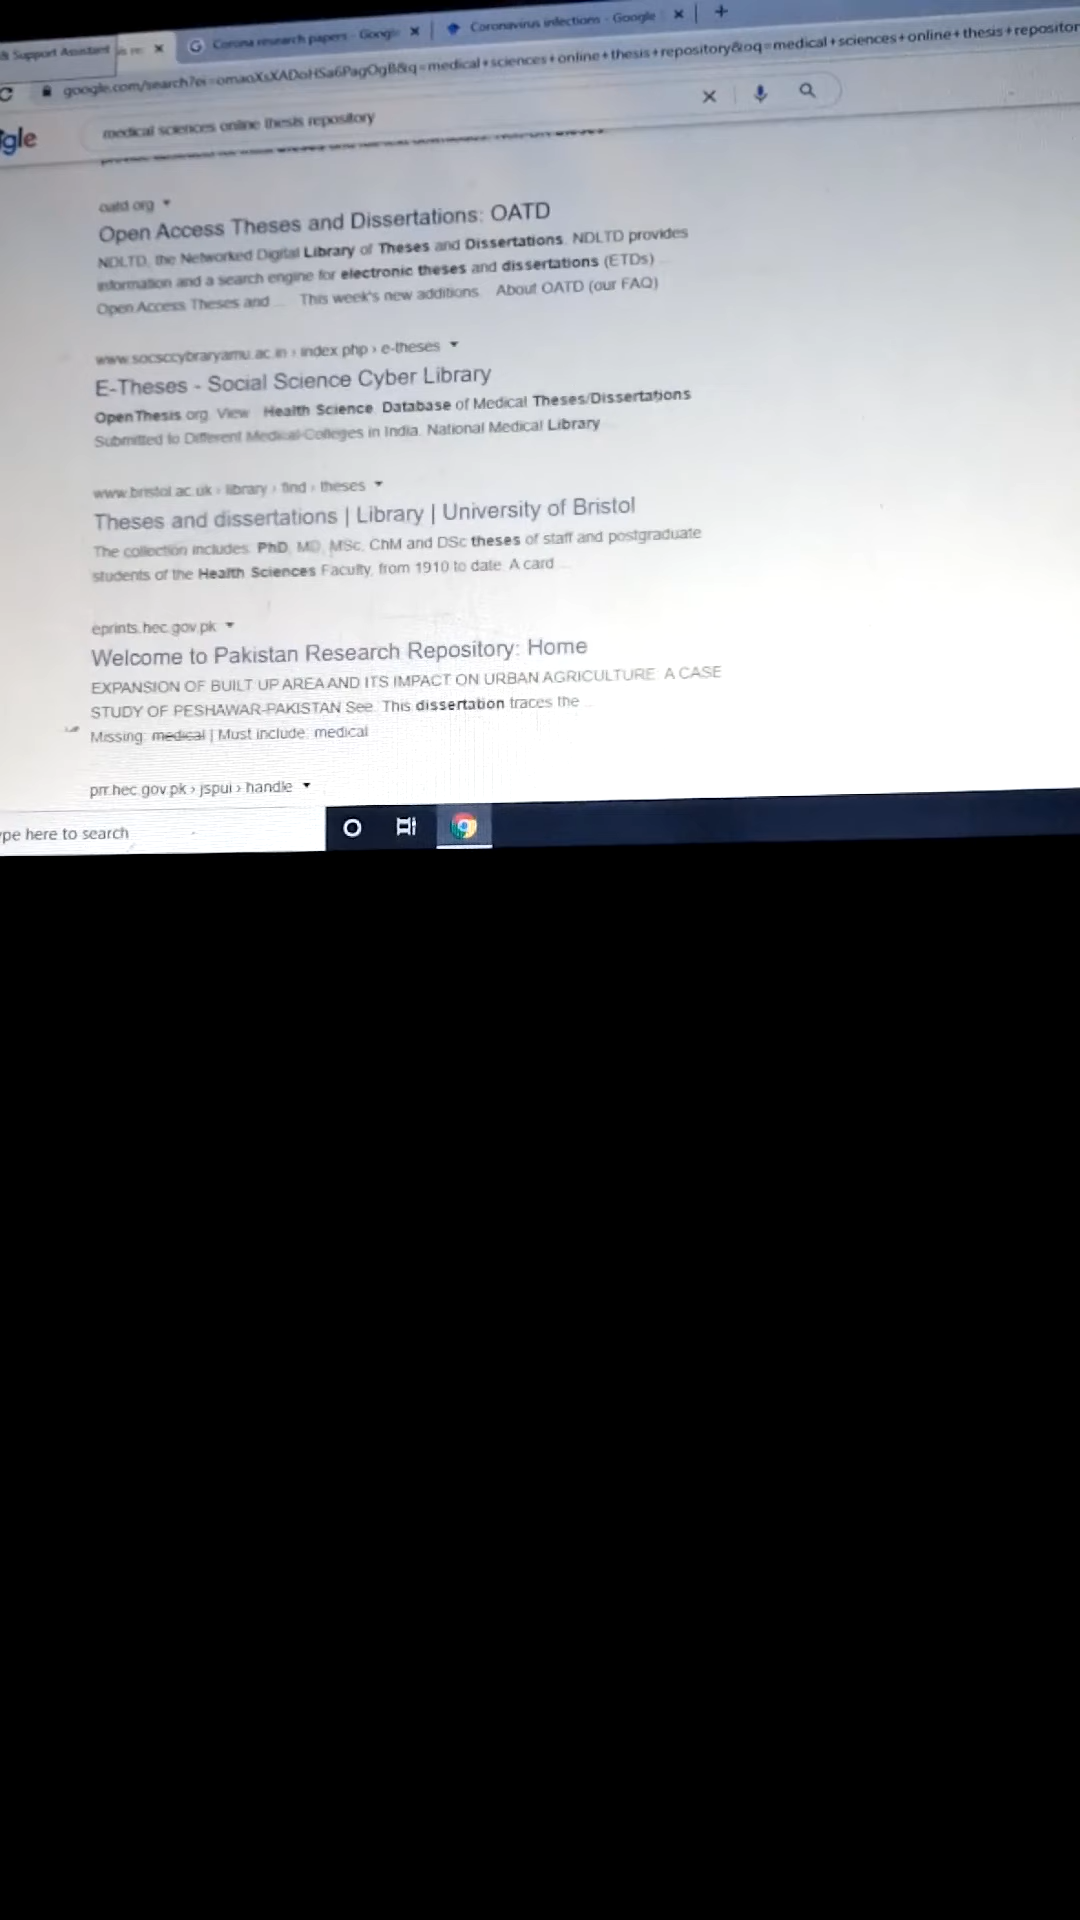 & Support Assistant
Corona research papers - Google
Coronavirus infections - Google
google.com/search?ei=omaoXsXADoHSa6PagOgB&q=medical+sciences+online+thesis+repository&oq=medical+sciences+online+thesis+repositor
gle
medical sciences online thesis repository
oatd.org
Open Access Theses and Dissertations: OATD
NDLTD, the Networked Digital Library of Theses and Dissertations. NDLTD provides
information and a search engine for electronic theses and dissertations (ETDs) ...
Open Access Theses and ... This week's new additions. About OATD (our FAQ)
www.socsccybraryamu.ac.in › index.php › e-theses
E-Theses - Social Science Cyber Library
OpenThesis.org. View. Health Science. Database of Medical Theses/Dissertations
Submitted to Different Medical-Colleges in India. National Medical Library ...
www.bristol.ac.uk › library › find › theses
Theses and dissertations | Library | University of Bristol
The collection includes: PhD, MD, MSc, ChM and DSc theses of staff and postgraduate
students of the Health Sciences Faculty, from 1910 to date. A card ...
eprints.hec.gov.pk
Welcome to Pakistan Research Repository: Home
EXPANSION OF BUILT UP AREA AND ITS IMPACT ON URBAN AGRICULTURE: A CASE
STUDY OF PESHAWAR-PAKISTAN See. This dissertation traces the ...
Missing: medical | Must include: medical
prr.hec.gov.pk › jspui › handle
ype here to search